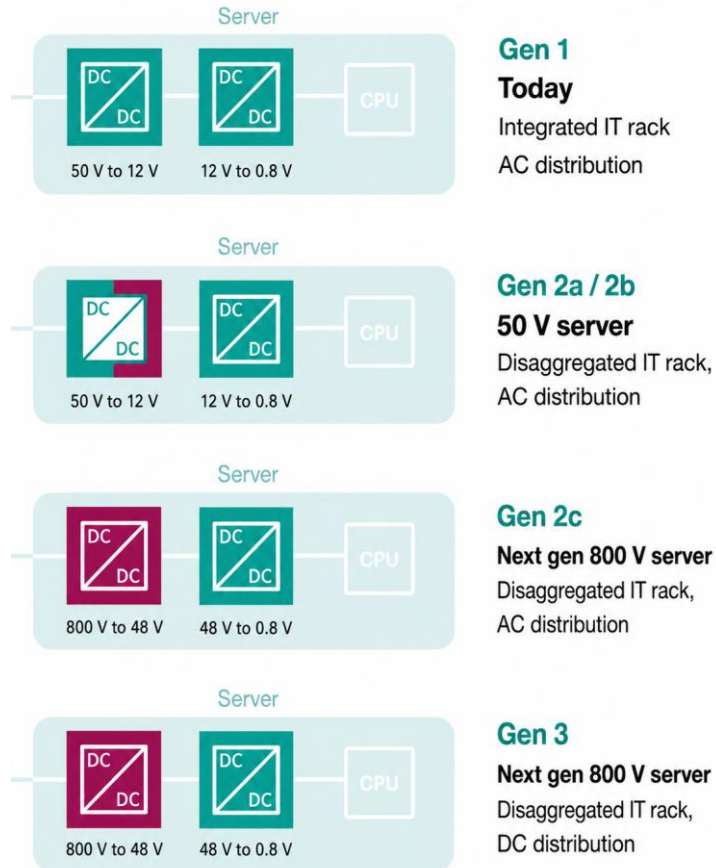 Server
DC
DC
DC
DC
CPU
50 V to 12 V
12 V to 0.8 V
Gen 1
Today
Integrated IT rack
AC distribution
Server
DC
DC
DC
DC
CPU
50 V to 12 V
12 V to 0.8 V
Gen 2a / 2b
50 V server
Disaggregated IT rack,
AC distribution
Server
DC
DC
DC
DC
CPU
800 V to 48 V
48 V to 0.8 V
Gen 2c
Next gen 800 V server
Disaggregated IT rack,
AC distribution
Server
DC
DC
DC
DC
CPU
800 V to 48 V
48 V to 0.8 V
Gen 3
Next gen 800 V server
Disaggregated IT rack,
DC distribution